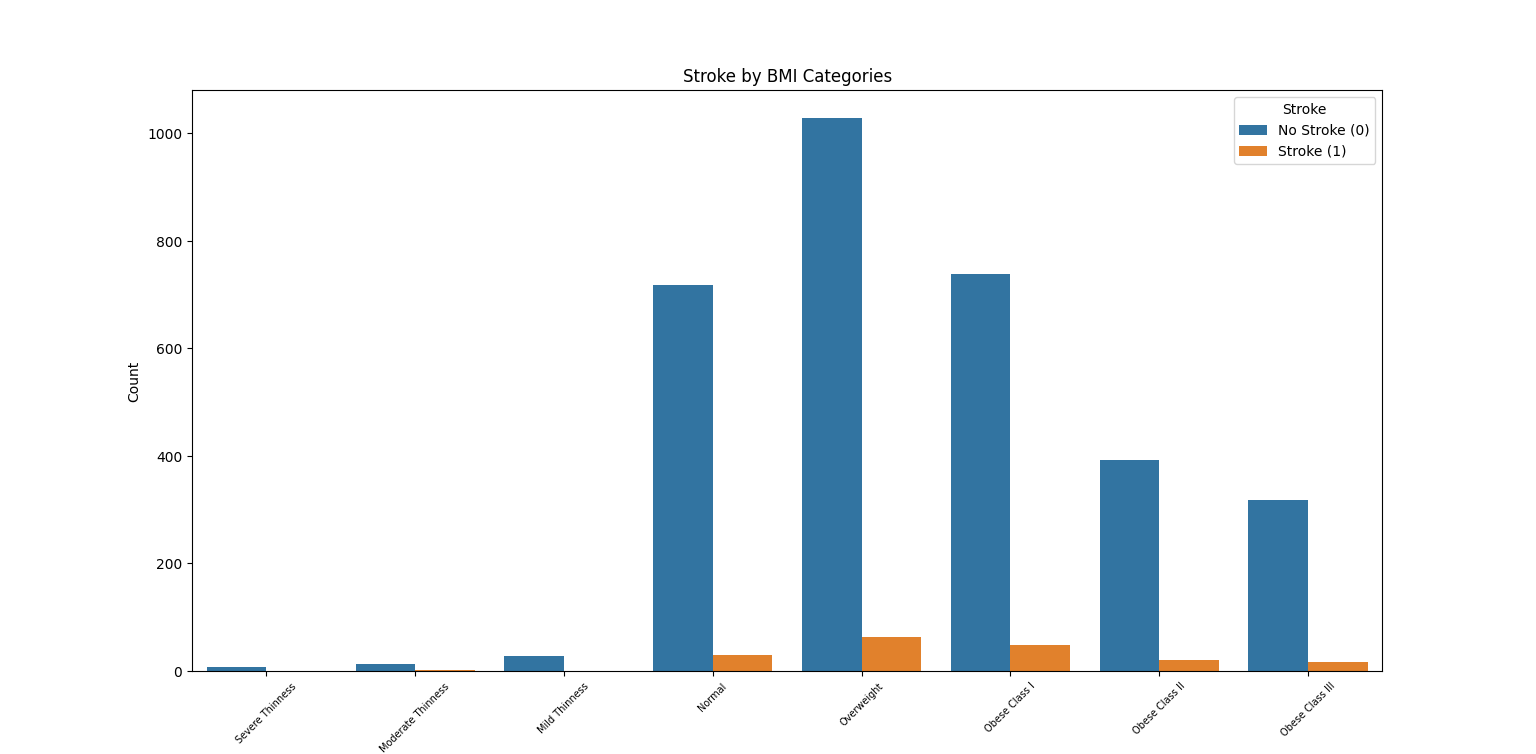 Stroke by BMI Categories
Stroke
No Stroke (0)
Stroke (1)
Count
1000
800
600
400
200
0
Severe Thinness
Moderate Thinness
Mild Thinness
Normal
Overweight
Obese Class I
Obese Class II
Obese Class III